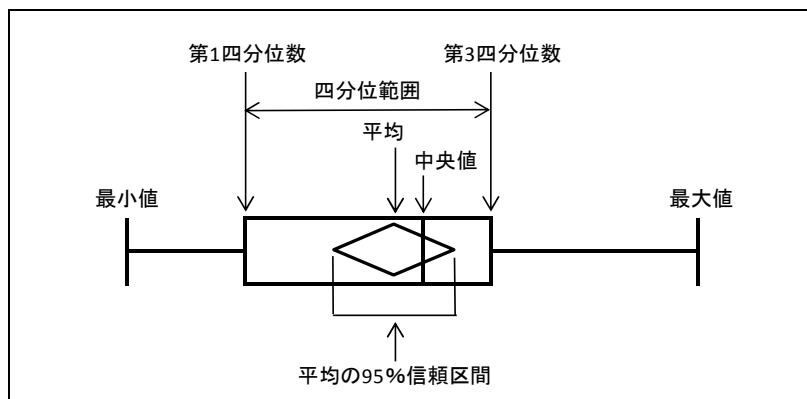 第1四分位数
第3四分位数
四分位範囲
平均
中央値
最小値
最大値
平均の95%信頼区間